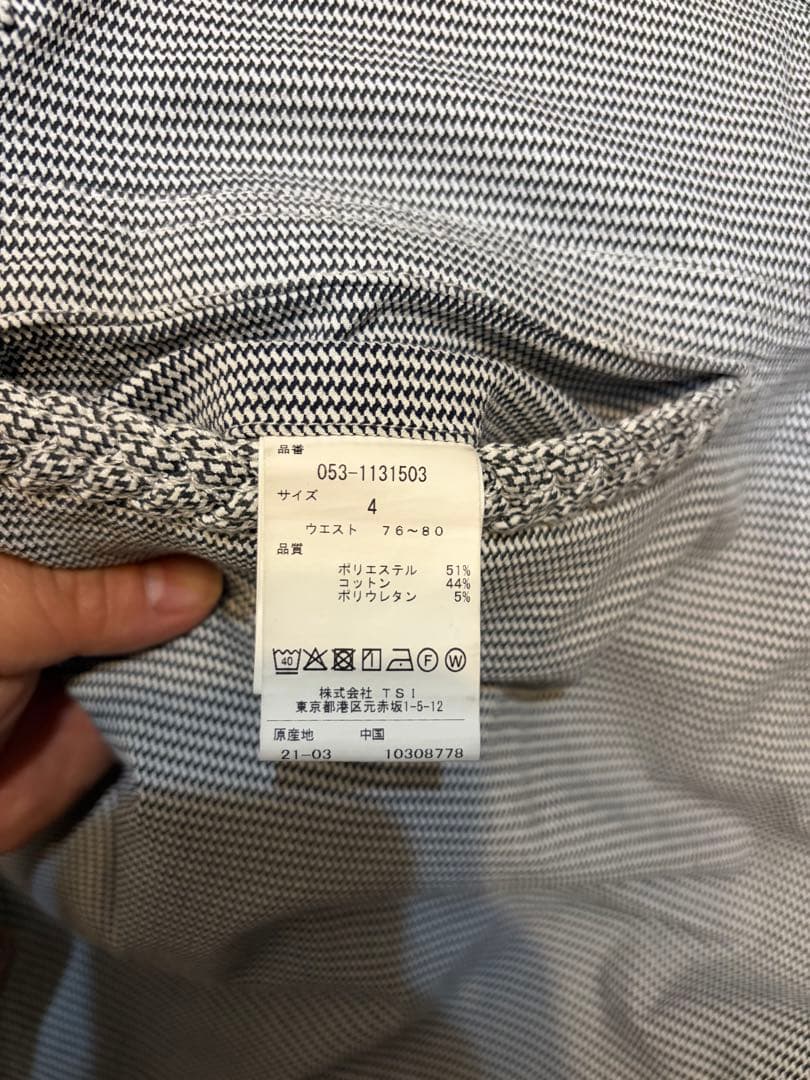 品番
053-1131503
サイズ
4
ウエスト 76～80
品質
ポリエステル 51%
コットン 44%
ポリウレタン 5%
40
F W
株式会社 TSI
東京都港区元赤坂1-5-12
原産地 中国
21-03 10308778